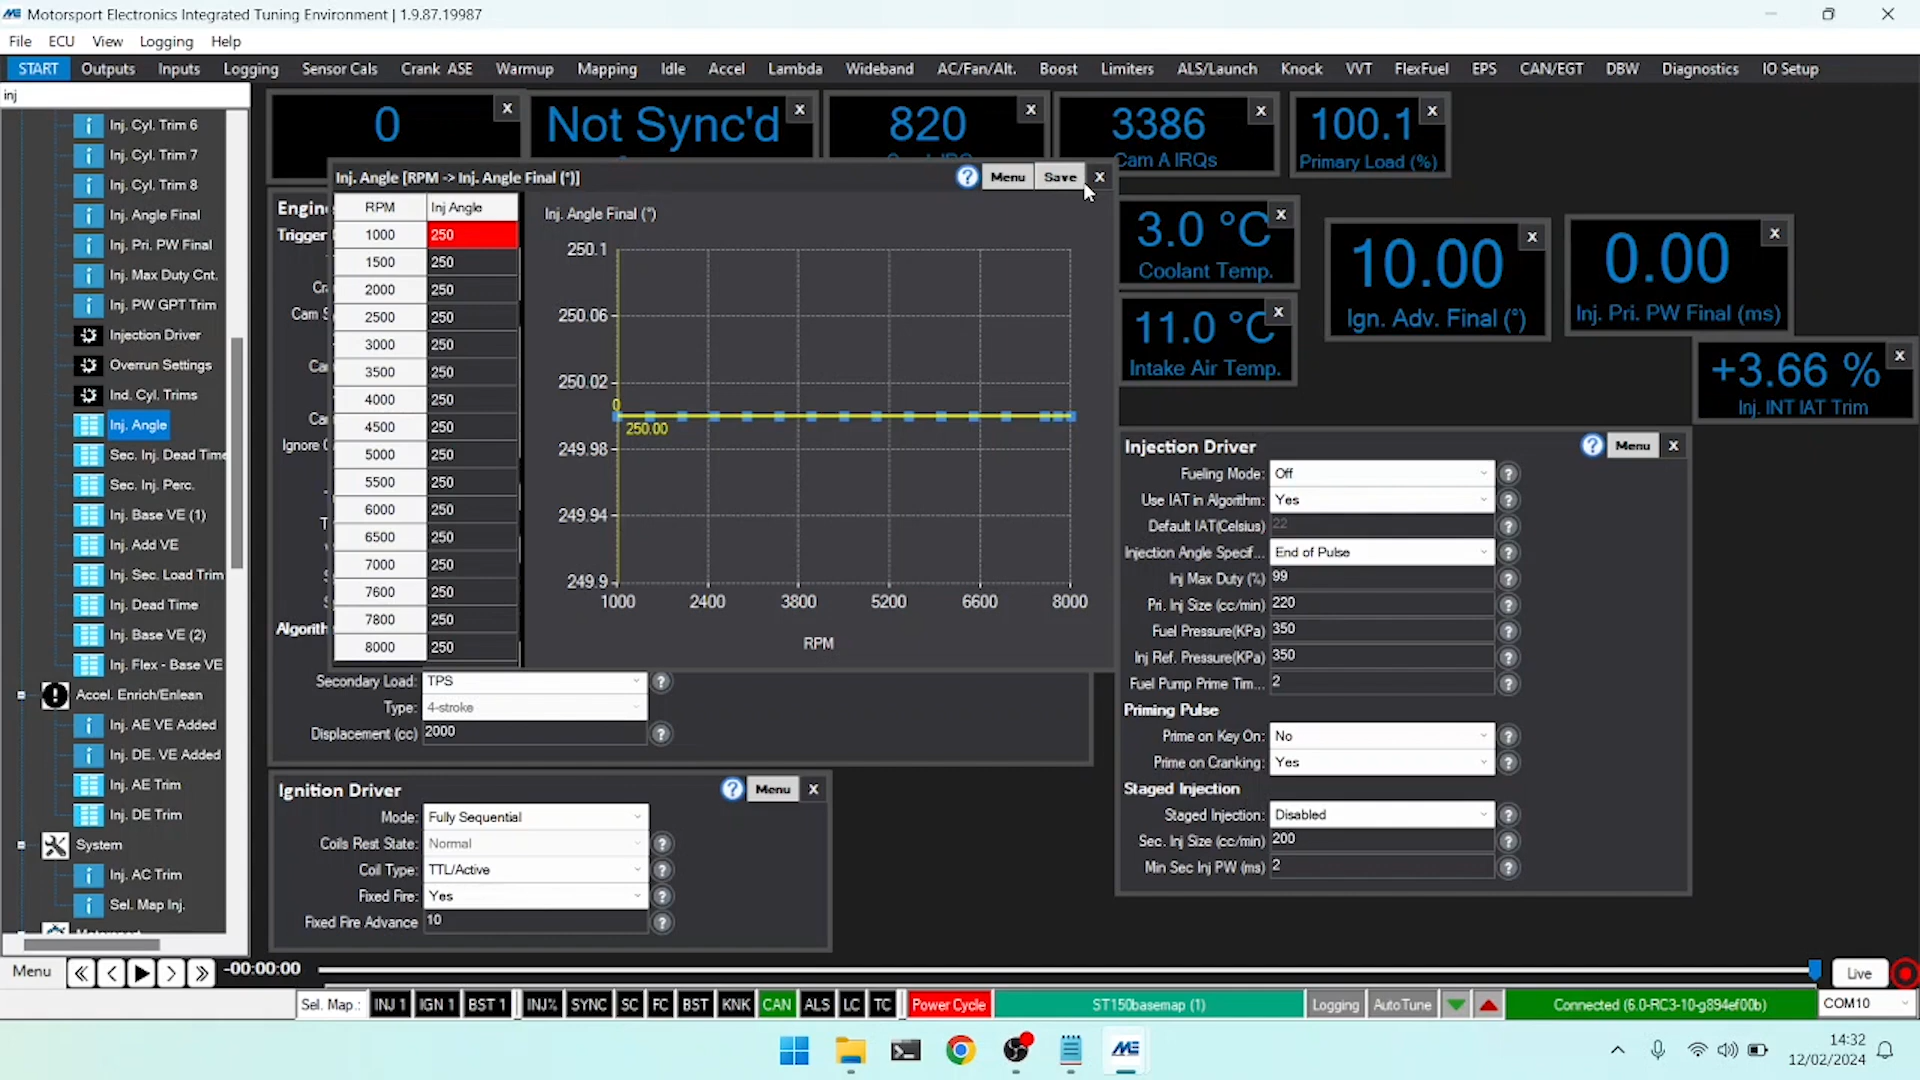 Motorsport Electronics Integrated Tuning Environment | 1.9.87.19987
File ECU View Logging Help
START Outputs Inputs Logging Sensor Cals Crank ASE Warmup Mapping Idle Accel Lambda Wideband AC/Fan/Alt. Boost Limiters ALS/Launch Knock VVT FlexFuel EPS CAN/EGT DBW Diagnostics IO Setup
inj
Inj. Cyl. Trim 6
Inj. Cyl. Trim 7
Inj. Cyl. Trim 8
Inj. Angle Final
Inj. Pri. PW Final
Inj. Max Duty Cnt.
Inj. PW GPT Trim
Injection Driver
Overrun Settings
Ind. Cyl. Trims
Inj. Angle
Sec. Inj. Dead Time
Sec. Inj. Perc.
Inj. Base VE (1)
Inj. Add VE
Inj. Sec. Load Trim
Inj. Dead Time
Inj. Base VE (2)
Inj. Flex - Base VE
Accel. Enrich/Enlean
Inj. AE VE Added
Inj. DE. VE Added
Inj. AE Trim
Inj. DE Trim
System
Inj. AC Trim
Sel. Map Inj.
0
Not Sync'd
820
3386
Cam A IRQs
100.1
Primary Load (%)
3.0 °C
Coolant Temp.
11.0 °C
Intake Air Temp.
10.00
Ign. Adv. Final (°)
0.00
Inj. Pri. PW Final (ms)
+3.66 %
Inj. INT IAT Trim
Inj. Angle [RPM -> Inj. Angle Final (°)]
Menu Save x
RPM Inj Angle
1000 250
1500 250
2000 250
2500 250
3000 250
3500 250
4000 250
4500 250
5000 250
5500 250
6000 250
6500 250
7000 250
7600 250
7800 250
8000 250
Inj. Angle Final (°)
250.1
250.06
250.02
249.98
249.94
249.9
0
250.00
1000 2400 3800 5200 6600 8000
RPM
Engin
Trigger
Cr
Cam S
Ca
Ca
Ignore C
Algorith
Secondary Load: TPS
Type: 4-stroke
Displacement (cc) 2000
Ignition Driver
Menu x
Mode: Fully Sequential
Coils Rest State: Normal
Coil Type: TTL/Active
Fixed Fire: Yes
Fixed Fire Advance 10
Injection Driver
Menu x
Fueling Mode: Off
Use IAT in Algorithm: Yes
Default IAT(Celsius) 22
Injection Angle Specif... End of Pulse
Inj Max Duty (%) 99
Pri. Inj Size (cc/min) 220
Fuel Pressure(KPa) 350
Inj Ref. Pressure(KPa) 350
Fuel Pump Prime Tim... 2
Priming Pulse
Prime on Key On: No
Prime on Cranking: Yes
Staged Injection
Staged Injection: Disabled
Sec. Inj Size (cc/min) 200
Min Sec Inj PW (ms) 2
Menu -00:00:00 Live
Sel. Map.: INJ 1 IGN 1 BST 1 INJ% SYNC SC FC BST KNK CAN ALS LC TC Power Cycle ST150basemap (1) Logging AutoTune Connected (6.0-RC3-10-g894ef00b) COM10
14:32
12/02/2024